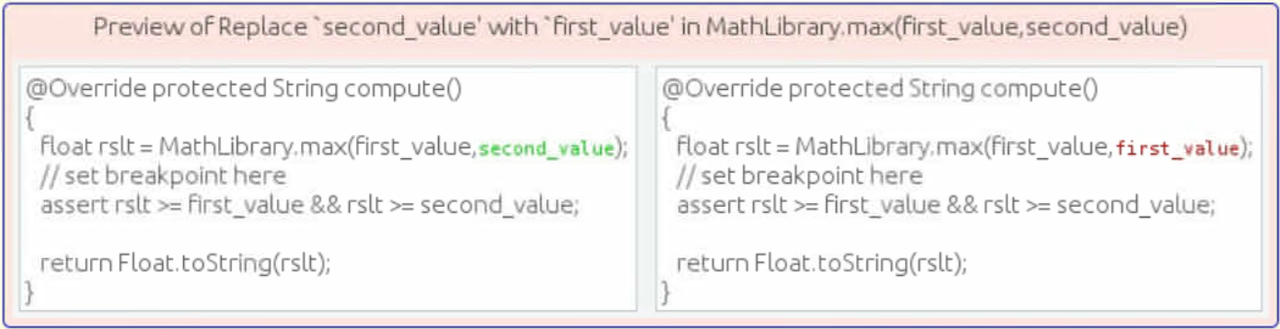 Preview of Replace `second_value' with `first_value' in MathLibrary.max(first_value,second_value)
@Override protected String compute()
{
float rslt = MathLibrary.max(first_value,second_value);
// set breakpoint here
assert rslt >= first_value && rslt >= second_value;
return Float.toString(rslt);
}
@Override protected String compute()
{
float rslt = MathLibrary.max(first_value,first_value);
// set breakpoint here
assert rslt >= first_value && rslt >= second_value;
return Float.toString(rslt);
}